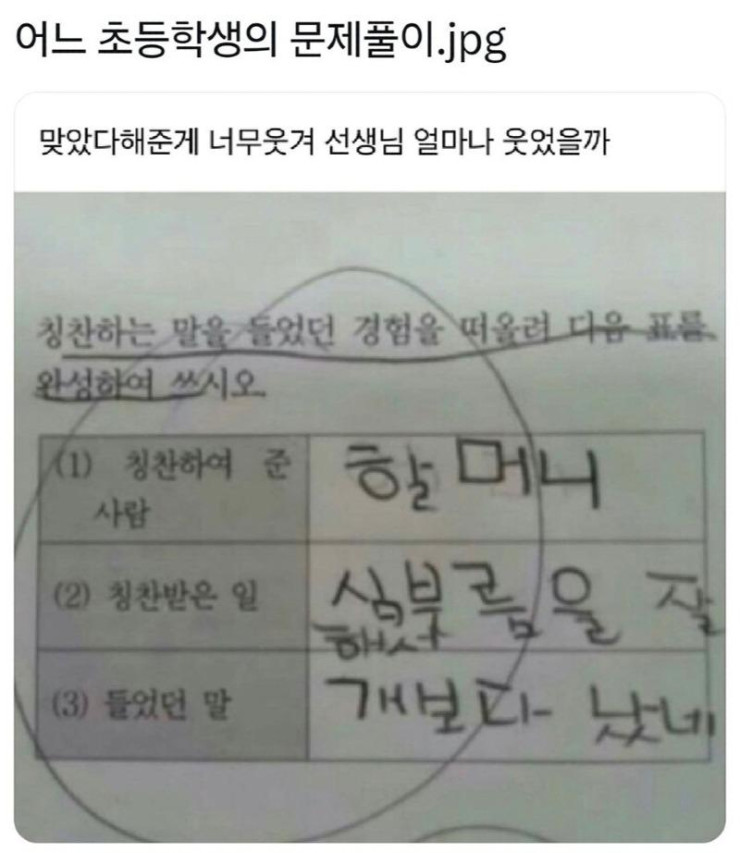 어느 초등학생의 문제풀이.jpg
맞았다해준게 너무웃겨 선생님 얼마나 웃었을까
칭찬하는 말을 들었던 경험을 떠올려 다음 표를
완성하여 쓰시오.
(1) 칭찬하여 준
사람
할머니
(2) 칭찬받은 일
심부름을 잘
해서
(3) 들었던 말
개보다 낫네